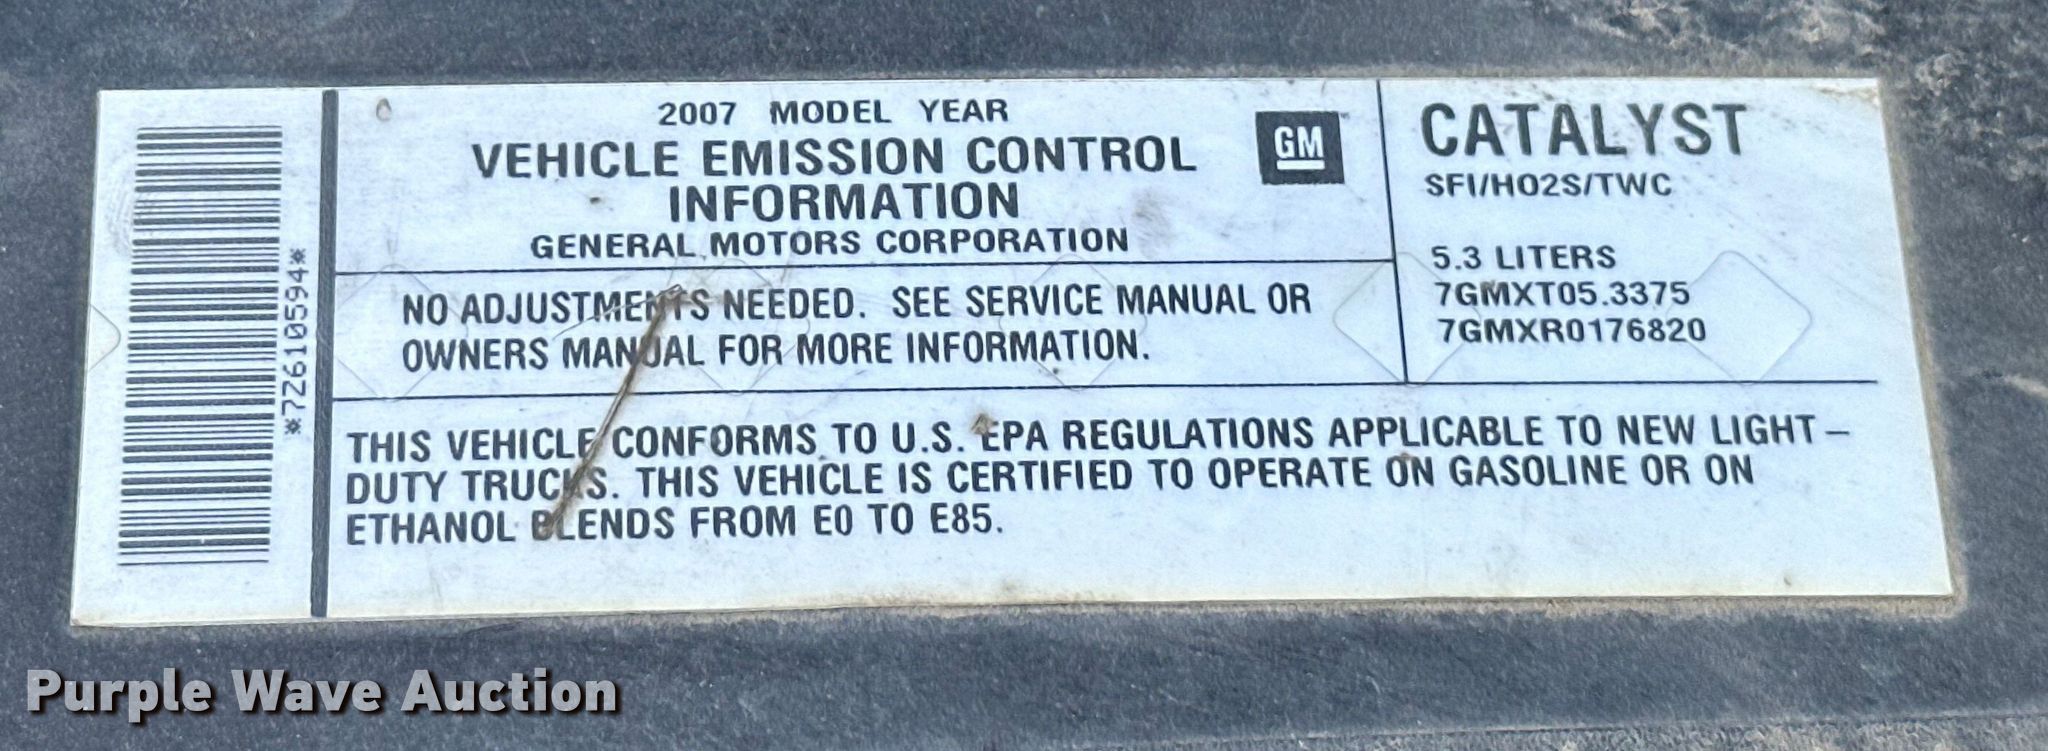 2007 MODEL YEAR
VEHICLE EMISSION CONTROL
INFORMATION
GENERAL MOTORS CORPORATION
GM
CATALYST
SFI/HO2S/TWC
5.3 LITERS
7GMXT05.3375
7GMXR0176820
NO ADJUSTMENTS NEEDED. SEE SERVICE MANUAL OR
OWNERS MANUAL FOR MORE INFORMATION.
THIS VEHICLE CONFORMS TO U.S. EPA REGULATIONS APPLICABLE TO NEW LIGHT–
DUTY TRUCKS. THIS VEHICLE IS CERTIFIED TO OPERATE ON GASOLINE OR ON
ETHANOL BLENDS FROM E0 TO E85.
*7Z6610594*
Purple Wave Auction